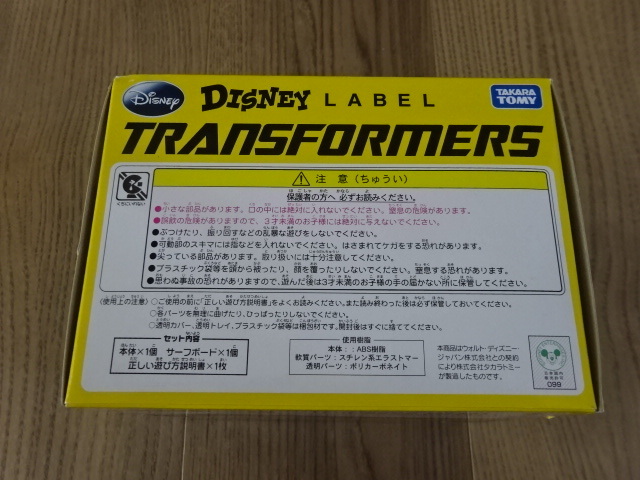 Disney DISNEY LABEL TAKARA TOMY
TRANSFORMERS
注意(ちゅうい)
保護者の方へ 必ずお読みください。
●小さな部品があります。口の中には絶対に入れないでください。窒息の危険があります。
●誤飲の危険がありますので、3才未満のお子様には絶対に与えないでください。
●ぶつけたり、振り回すなどの乱暴な遊びをしないでください。
●可動部のスキマには指などを入れないでください。はさまれてケガをする恐れがあります。
●尖っている部品があります。取り扱いには十分注意してください。
●プラスチック袋等を頭から被ったり、顔を覆ったりしないでください。窒息する恐れがあります。
●思わぬ事故の恐れがありますので、遊んだ後は3才未満のお子様の手の届かない所に保管してください。
(使用上の注意) ○ご使用の前に「正しい遊び方説明書」をよくお読みください。また読み終わった後は必ず保管しておいてください。
○各パーツを無理に曲げたり、ひっぱったりしないでください。
○透明カバー、透明トレイ、プラスチック袋等は梱包材です。開封後はすぐに捨ててください。
セット内容
本体×1個 サーフボード×1個
正しい遊び方説明書×1枚
使用樹脂
本体:ABS樹脂
軟質パーツ:スチレン系エラストマー
透明パーツ:ポリカーボネイト
本商品はウォルト・ディズニー・
ジャパン株式会社との契約
により株式会社タカラトミー
が製造したものです。
099